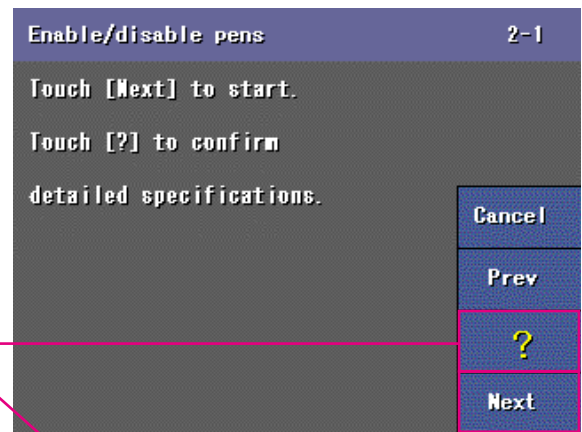 Enable/disable pens 2-1
Touch [Next] to start.
Touch [?] to confirm
detailed specifications.
Cancel
Prev
?
Next